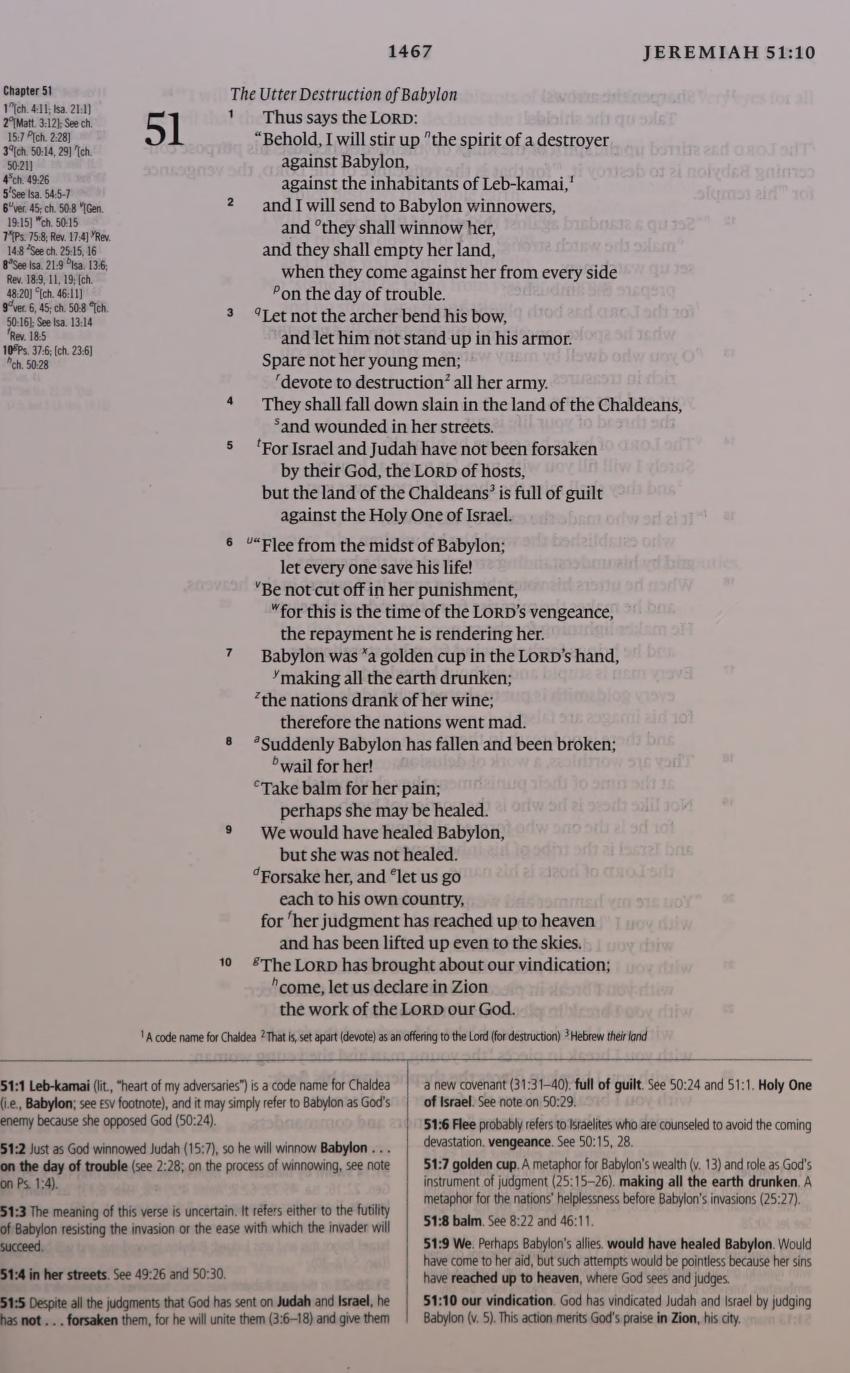 1467
JEREMIAH 51:10
Chapter 51
1 n[ch. 4:11; Isa. 21:1]
2 o[Matt. 3:12]; See ch.
15:7 p[ch. 2:28]
3 q[ch. 50:14, 29] r[ch.
50:21]
4 s ch. 49:26
5 t See Isa. 54:5-7
6 u ver. 45; ch. 50:8 v[Gen.
19:15] w ch. 50:15
7 x[Ps. 75:8; Rev. 17:4] y Rev.
14:8 z See ch. 25:15, 16
8 a See Isa. 21:9 b Isa. 13:6;
Rev. 18:9, 11, 19; [ch.
48:20] c[ch. 46:11]
9 d ver. 6, 45; ch. 50:8 e[ch.
50:16]; See Isa. 13:14
f Rev. 18:5
10 g Ps. 37:6; [ch. 23:6]
h ch. 50:28
The Utter Destruction of Babylon
51
1 Thus says the LORD:
“Behold, I will stir up n the spirit of a destroyer
against Babylon,
against the inhabitants of Leb-kamai,1
2 and I will send to Babylon winnowers,
and o they shall winnow her,
and they shall empty her land,
when they come against her from every side
p on the day of trouble.
3 q Let not the archer bend his bow,
and let him not stand up in his armor.
Spare not her young men;
r devote to destruction2 all her army.
4 They shall fall down slain in the land of the Chaldeans,
s and wounded in her streets.
5 t For Israel and Judah have not been forsaken
by their God, the LORD of hosts,
but the land of the Chaldeans3 is full of guilt
against the Holy One of Israel.
6 u “Flee from the midst of Babylon;
let every one save his life!
v Be not cut off in her punishment,
w for this is the time of the LORD’s vengeance,
the repayment he is rendering her.
7 Babylon was x a golden cup in the LORD’s hand,
y making all the earth drunken;
z the nations drank of her wine;
therefore the nations went mad.
8 a Suddenly Babylon has fallen and been broken;
b wail for her!
c Take balm for her pain;
perhaps she may be healed.
9 We would have healed Babylon,
but she was not healed.
d Forsake her, and e let us go
each to his own country,
for f her judgment has reached up to heaven
and has been lifted up even to the skies.
10 g The LORD has brought about our vindication;
h come, let us declare in Zion
the work of the LORD our God.
1 A code name for Chaldea 2 That is, set apart (devote) as an offering to the Lord (for destruction) 3 Hebrew their land
51:1 Leb-kamai (lit., “heart of my adversaries”) is a code name for Chaldea
(i.e., Babylon; see ESV footnote), and it may simply refer to Babylon as God’s
enemy because she opposed God (50:24).
51:2 Just as God winnowed Judah (15:7), so he will winnow Babylon . . .
on the day of trouble (see 2:28; on the process of winnowing, see note
on Ps. 1:4).
51:3 The meaning of this verse is uncertain. It refers either to the futility
of Babylon resisting the invasion or the ease with which the invader will
succeed.
51:4 in her streets. See 49:26 and 50:30.
51:5 Despite all the judgments that God has sent on Judah and Israel, he
has not . . . forsaken them, for he will unite them (3:6–18) and give them
a new covenant (31:31–40). full of guilt. See 50:24 and 51:1. Holy One
of Israel. See note on 50:29.
51:6 Flee probably refers to Israelites who are counseled to avoid the coming
devastation. vengeance. See 50:15, 28.
51:7 golden cup. A metaphor for Babylon’s wealth (v. 13) and role as God’s
instrument of judgment (25:15–26). making all the earth drunken. A
metaphor for the nations’ helplessness before Babylon’s invasions (25:27).
51:8 balm. See 8:22 and 46:11.
51:9 We. Perhaps Babylon’s allies. would have healed Babylon. Would
have come to her aid, but such attempts would be pointless because her sins
have reached up to heaven, where God sees and judges.
51:10 our vindication. God has vindicated Judah and Israel by judging
Babylon (v. 5). This action merits God’s praise in Zion, his city.